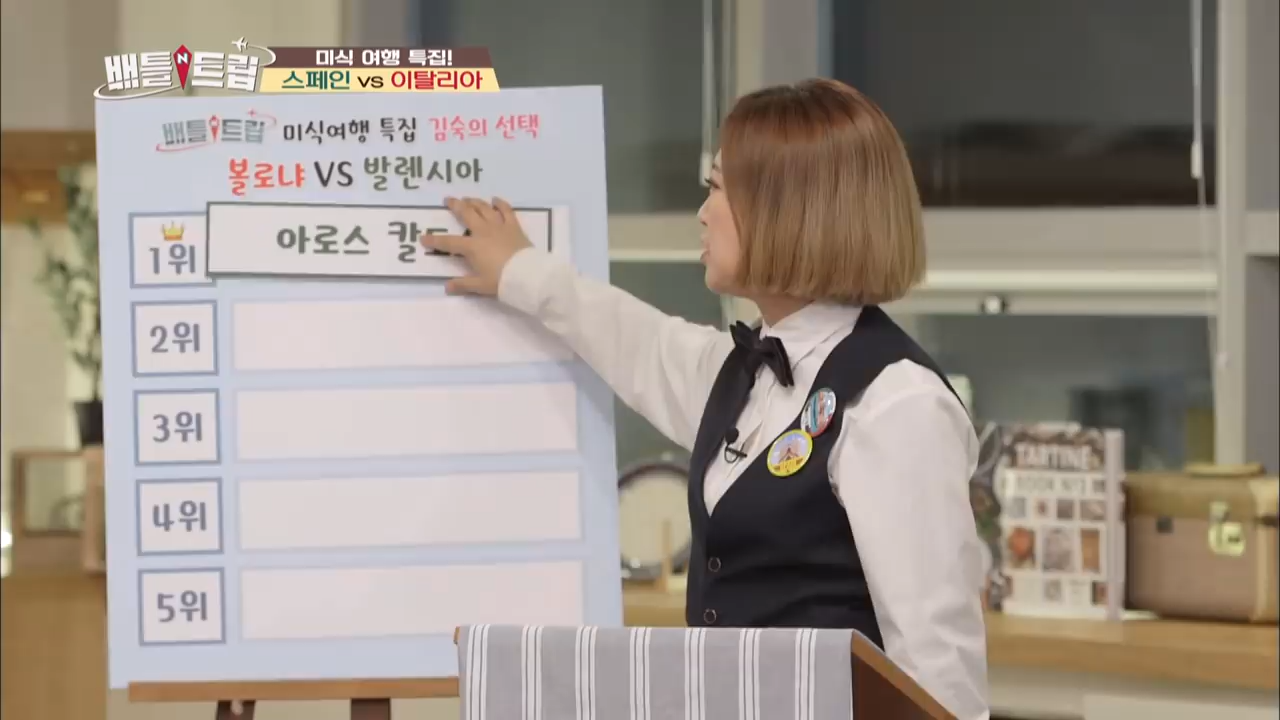 배틀트립
미식 여행 특집!
스페인 vs 이탈리아
배틀트립 미식여행 특집 김숙의 선택
볼로냐 VS 발렌시아
1위 아로스 칼
2위
3위
4위
5위
TARTINE
BOOK Nº3